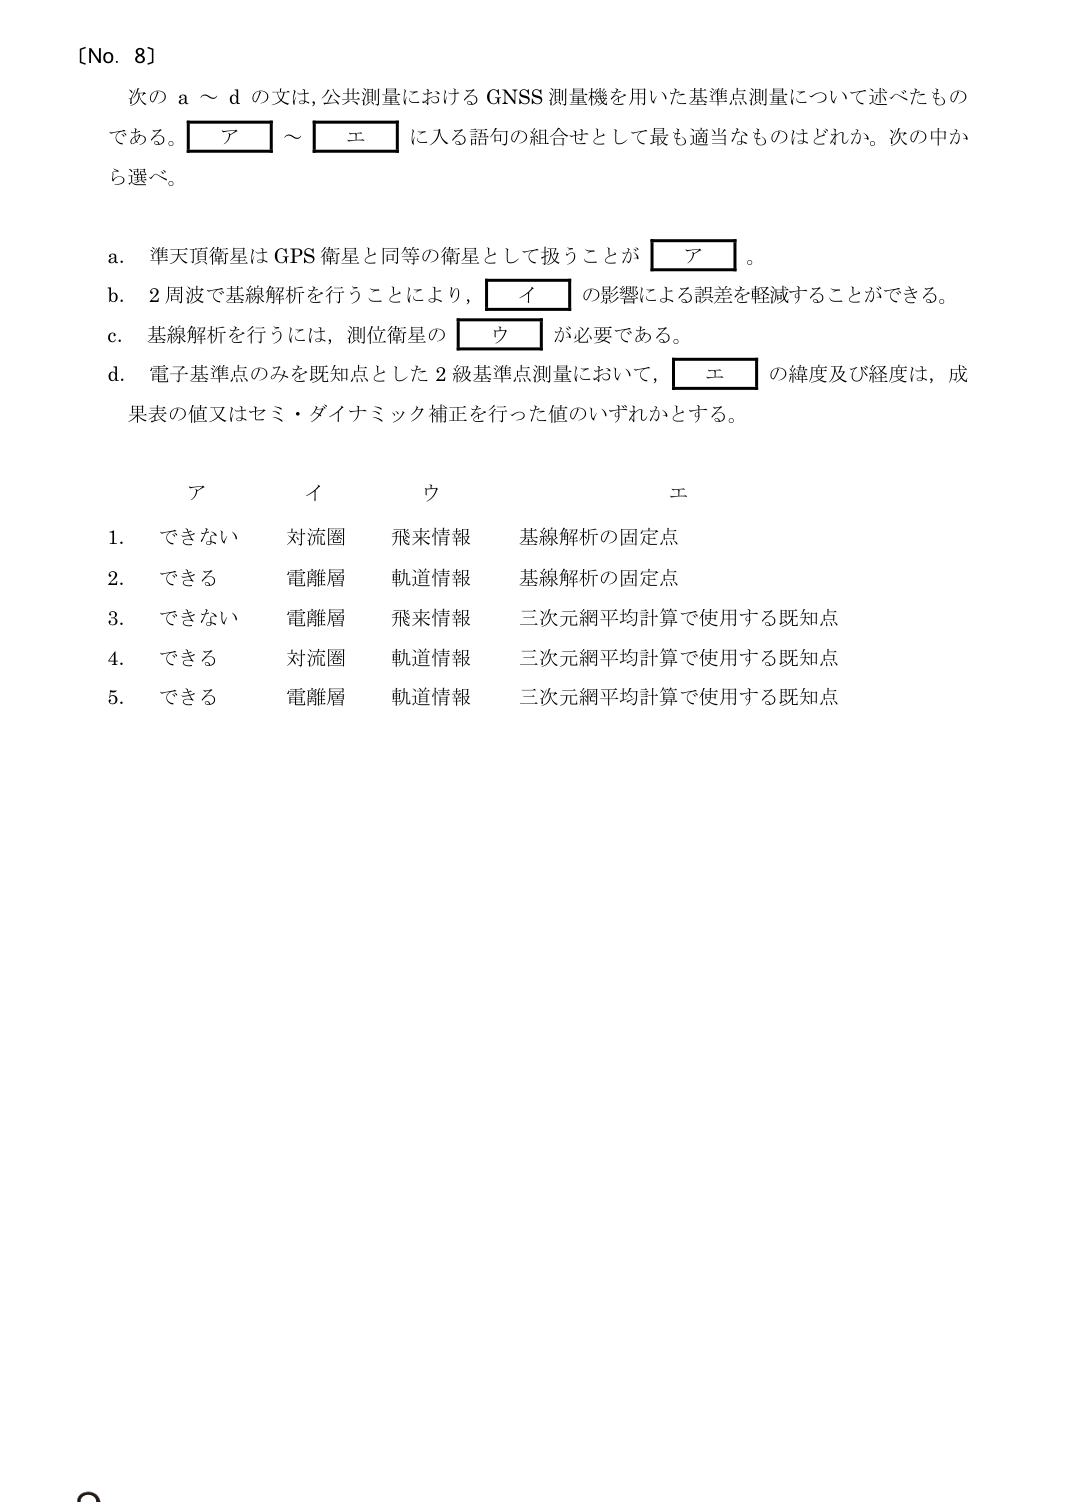 〔No. 8〕
次の a ～ d の文は，公共測量における GNSS 測量機を用いた基準点測量について述べたもの
である。 ア ～ エ に入る語句の組合せとして最も適当なものはどれか。次の中か
ら選べ。
a. 準天頂衛星は GPS 衛星と同等の衛星として扱うことが ア 。
b. 2 周波で基線解析を行うことにより， イ の影響による誤差を軽減することができる。
c. 基線解析を行うには，測位衛星の ウ が必要である。
d. 電子基準点のみを既知点とした 2 級基準点測量において， エ の緯度及び経度は，成
果表の値又はセミ・ダイナミック補正を行った値のいずれかとする。
ア イ ウ エ
1. できない 対流圏 飛来情報 基線解析の固定点
2. できる 電離層 軌道情報 基線解析の固定点
3. できない 電離層 飛来情報 三次元網平均計算で使用する既知点
4. できる 対流圏 軌道情報 三次元網平均計算で使用する既知点
5. できる 電離層 軌道情報 三次元網平均計算で使用する既知点